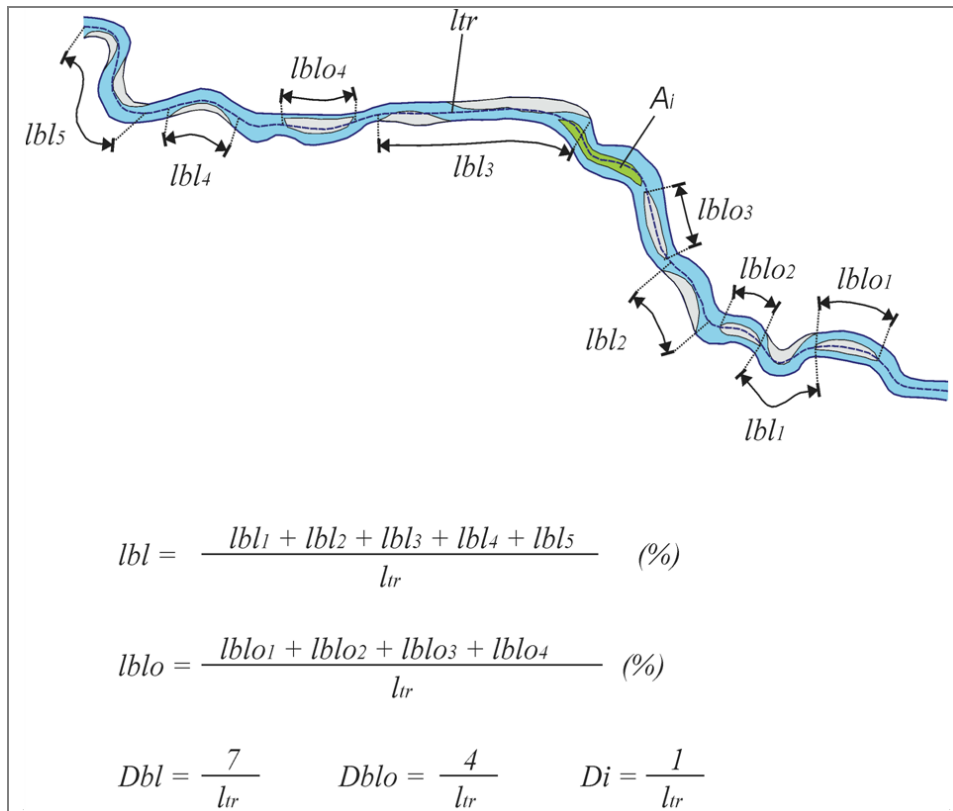 ltr
lblo4
Ai
lbl5
lbl4
lbl3
lblo3
lblo2
lblo1
lbl2
lbl1
lbl = lbl1 + lbl2 + lbl3 + lbl4 + lbl5 / ltr (%)
lblo = lblo1 + lblo2 + lblo3 + lblo4 / ltr (%)
Dbl = 7 / ltr Dblo = 4 / ltr Di = 1 / ltr